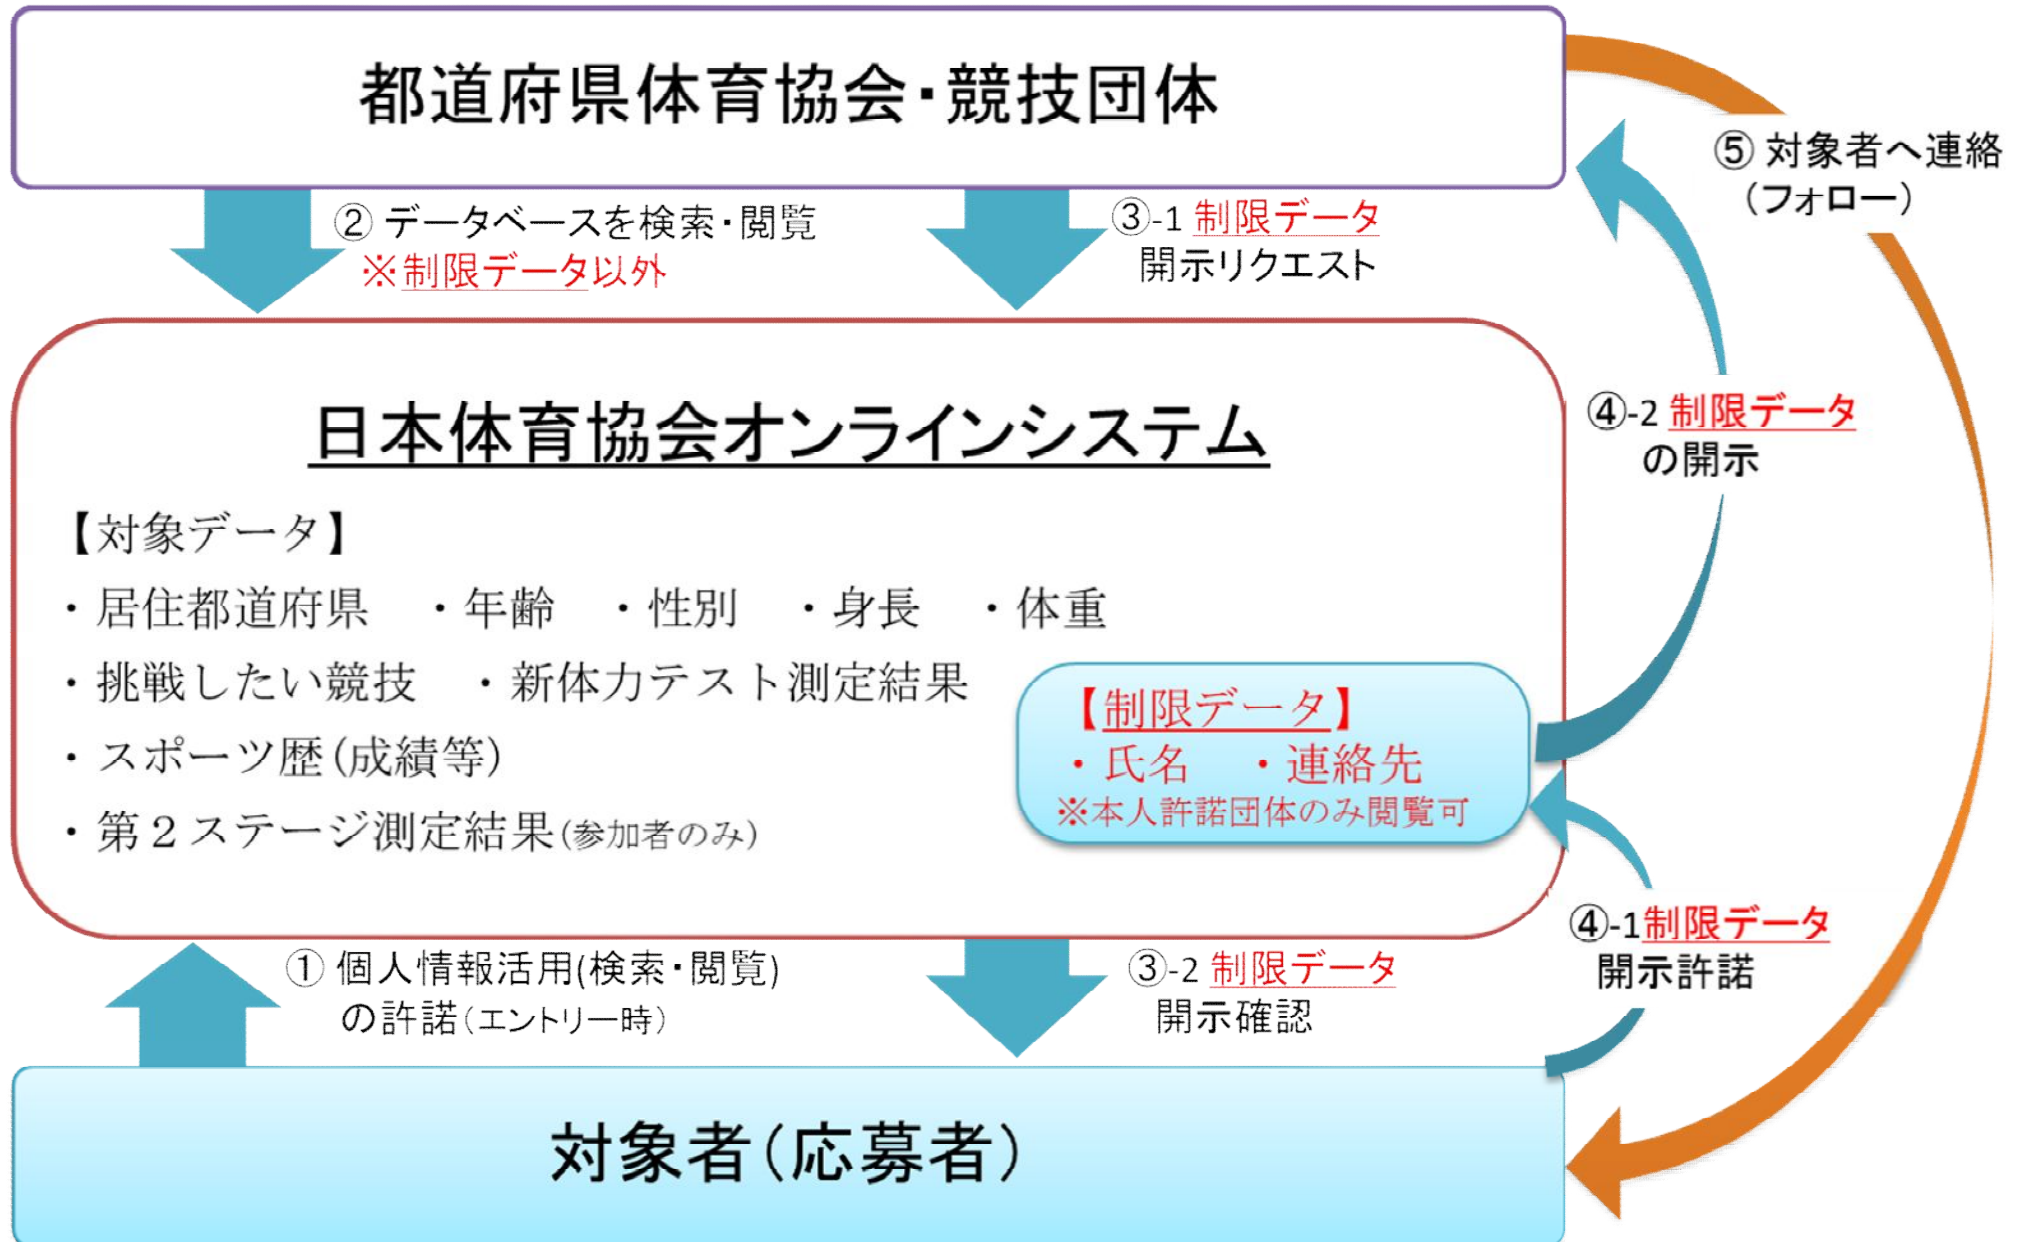 都道府県体育協会・競技団体
② データベースを検索・閲覧
※制限データ以外
③-1 制限データ
開示リクエスト
⑤ 対象者へ連絡
（フォロー）
日本体育協会オンラインシステム
④-2 制限データ
の開示
【対象データ】
・居住都道府県　・年齢　・性別　・身長　・体重
・挑戦したい競技　・新体力テスト測定結果
・スポーツ歴(成績等)
・第２ステージ測定結果(参加者のみ)
【制限データ】
・氏名　・連絡先
※本人許諾団体のみ閲覧可
④-1制限データ
開示許諾
① 個人情報活用(検索・閲覧)
の許諾（エントリー時）
③-2 制限データ
開示確認
対象者（応募者）